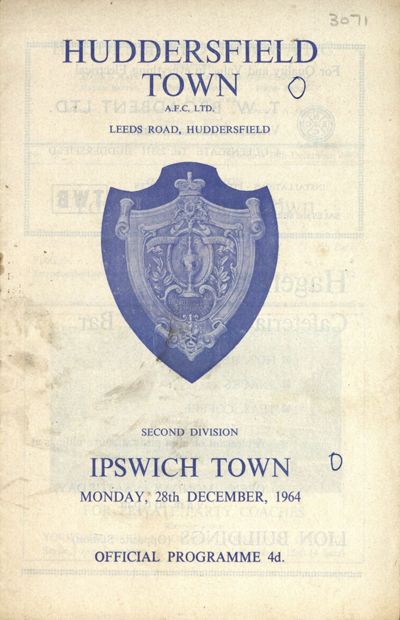 3071
HUDDERSFIELD
TOWN
0
A.F.C. LTD.
LEEDS ROAD, HUDDERSFIELD
SECOND DIVISION
IPSWICH TOWN
0
MONDAY, 28th DECEMBER, 1964
OFFICIAL PROGRAMME 4d.